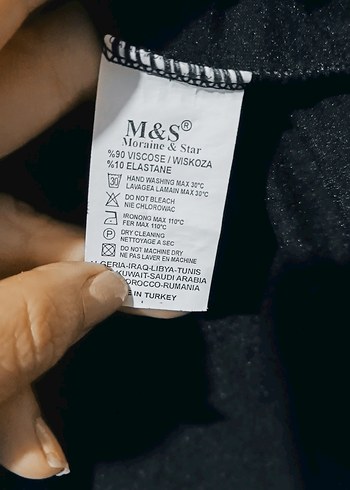 M&S®
Moraine & Star
%90 VISCOSE / WISKOZA
%10 ELASTANE
30 HAND WASHING MAX 30°C
LAVAGEA LAMAIN MAX 30°C
DO NOT BLEACH
NIE CHLOROWAC
IRONONG MAX 110°C
FER MAX 110°C
P DRY CLEANING
NETTOYAGE A SEC
DO NOT MACHINE DRY
NE PAS LAVER EN MACHINE
GERIA-IRAQ-LIBYA-TUNIS
KUWAIT-SAUDI ARABIA
OROCCO-RUMANIA
IN TURKEY